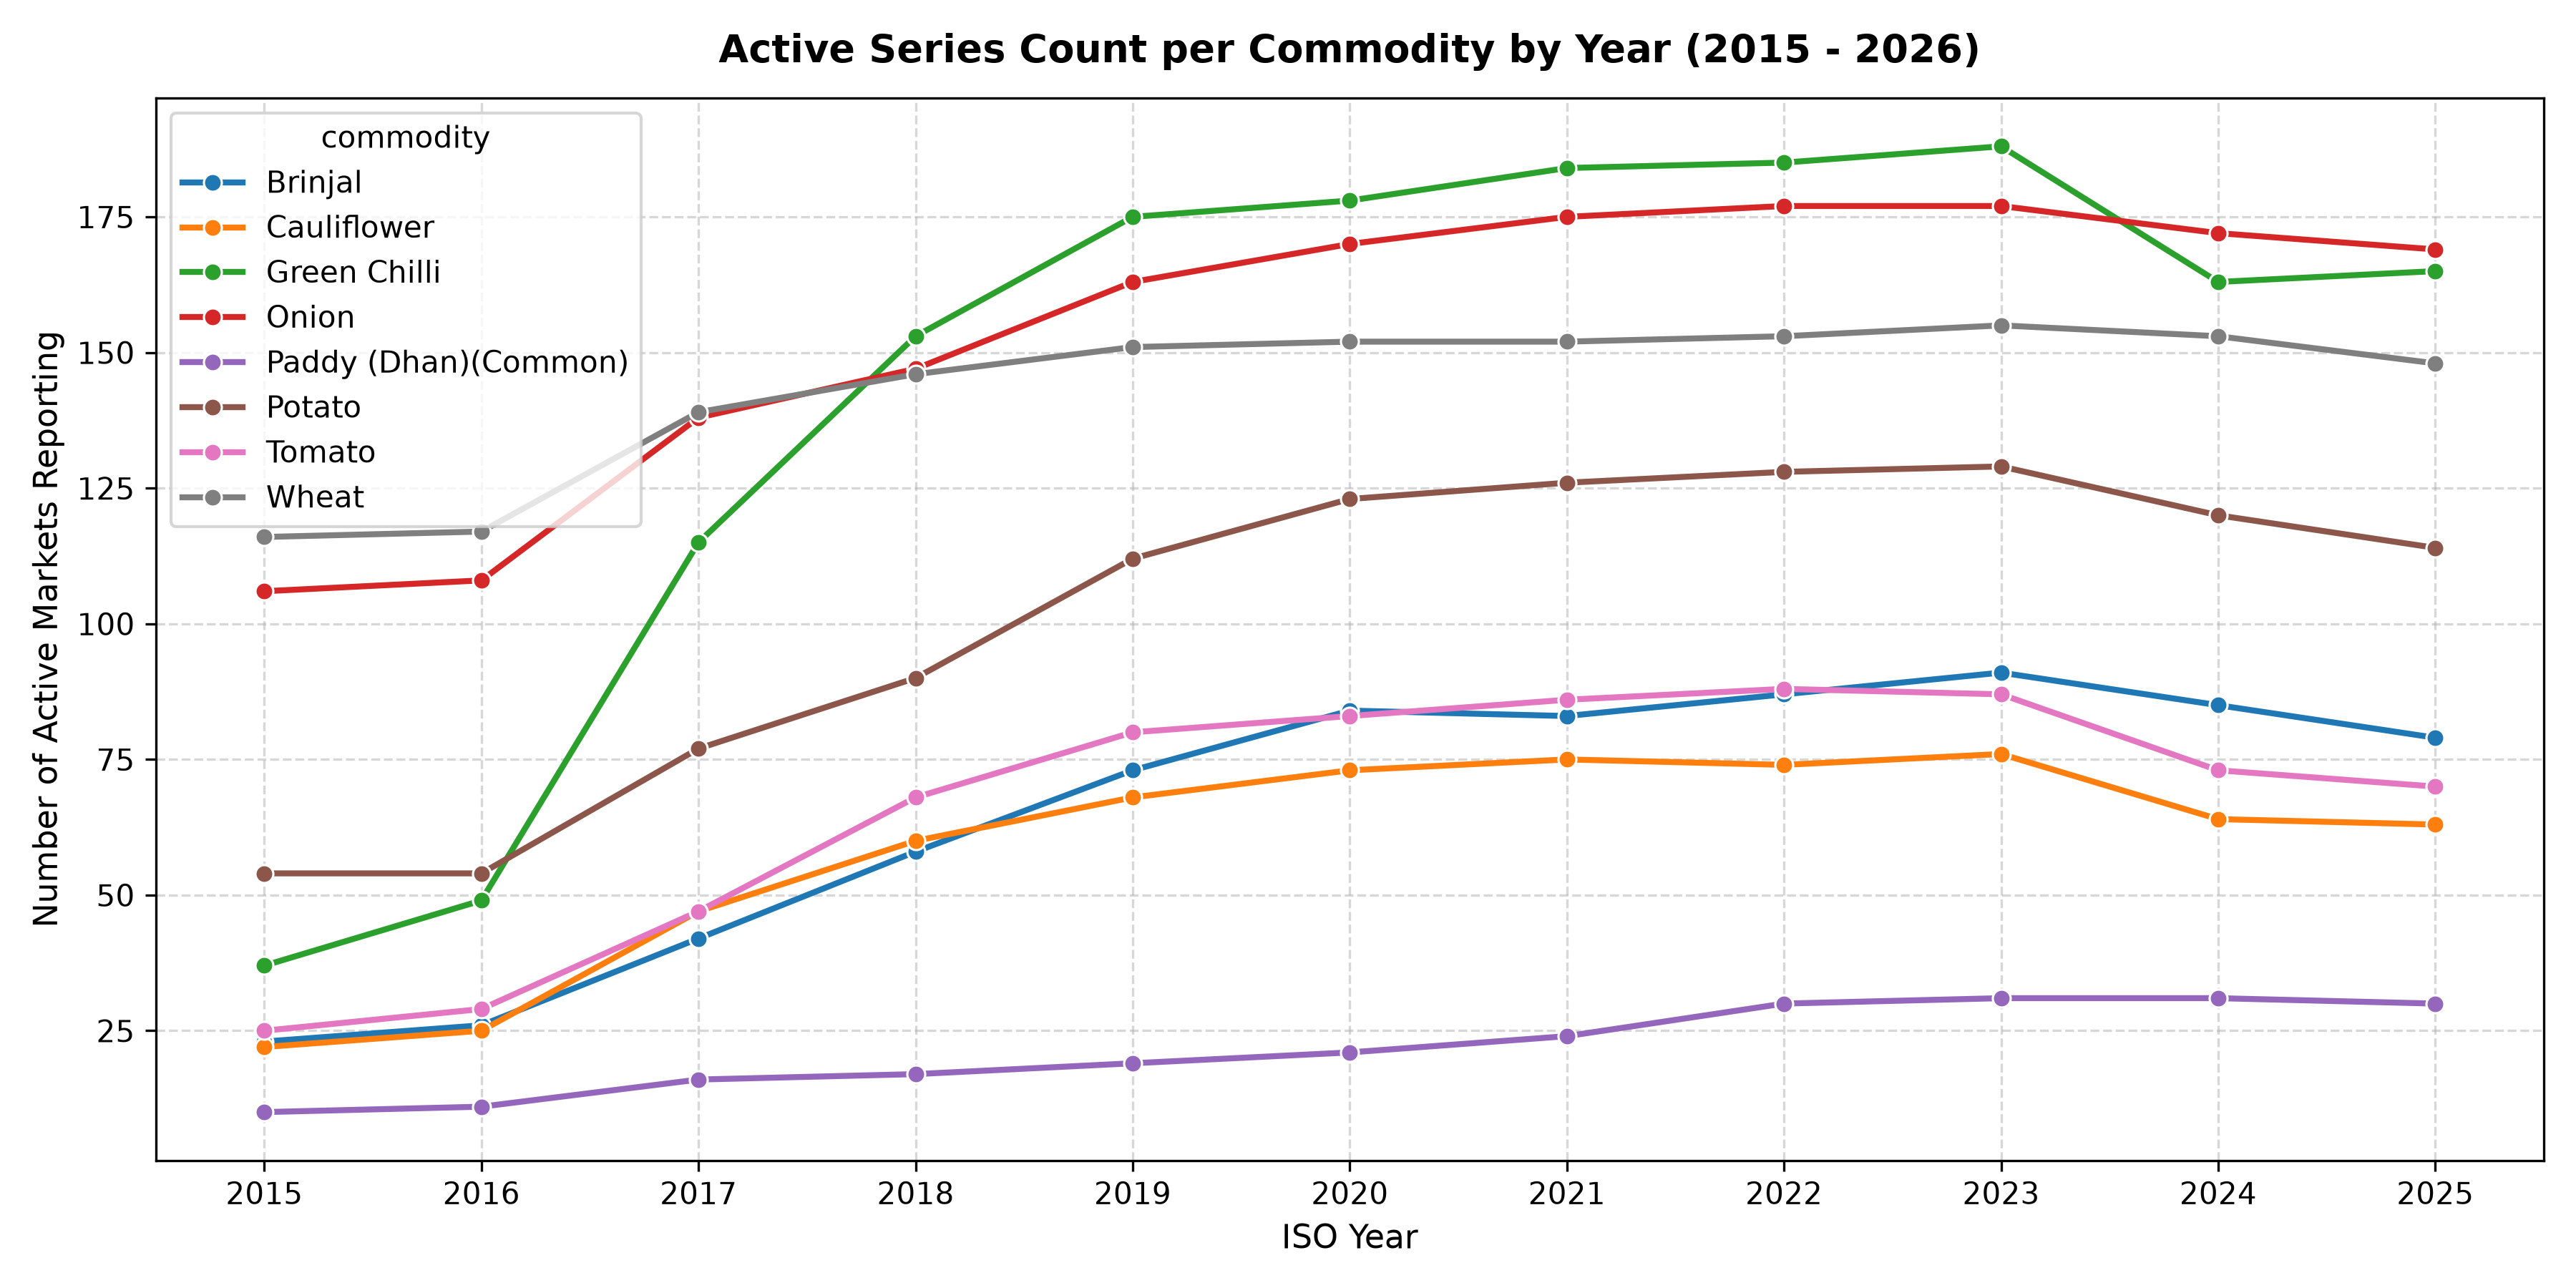 Active Series Count per Commodity by Year (2015 - 2026)
Number of Active Markets Reporting
175
150
125
100
75
50
25
commodity
Brinjal
Cauliflower
Green Chilli
Onion
Paddy (Dhan)(Common)
Potato
Tomato
Wheat
2015 2016 2017 2018 2019 2020 2021 2022 2023 2024 2025
ISO Year